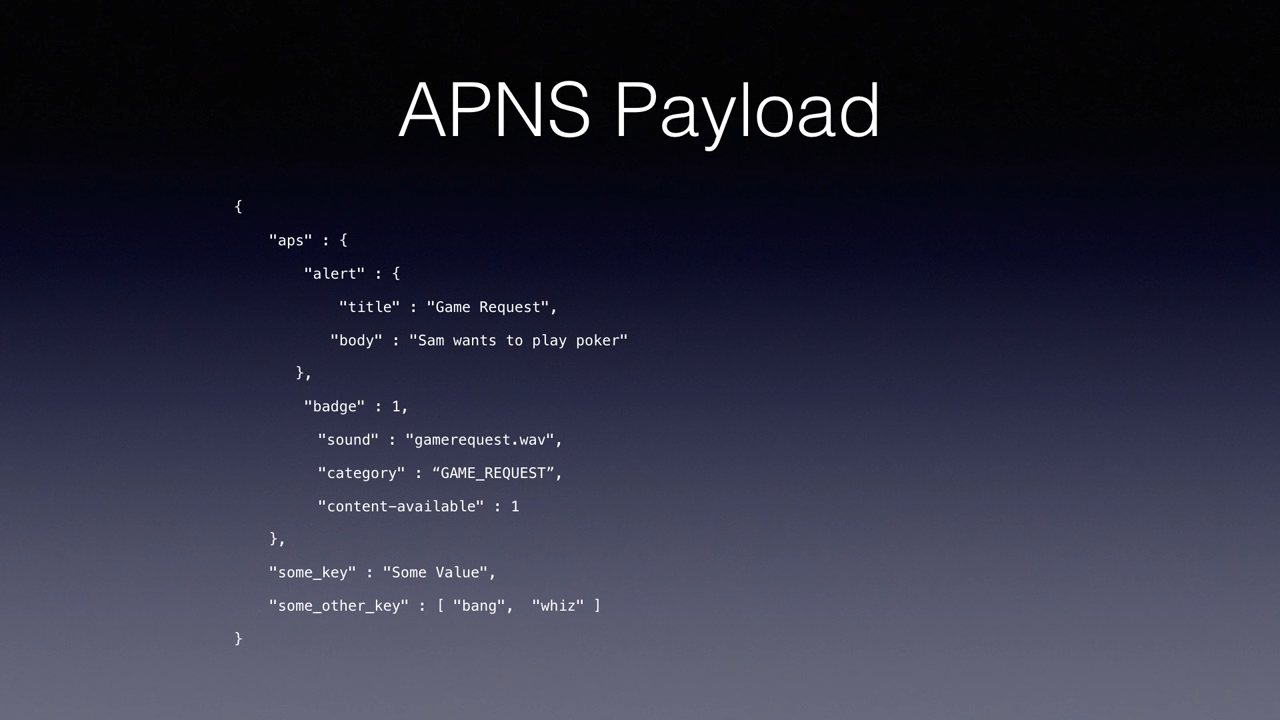 APNS Payload
{
"aps" : {
"alert" : {
"title" : "Game Request",
"body" : "Sam wants to play poker"
},
"badge" : 1,
"sound" : "gamerequest.wav",
"category" : “GAME_REQUEST”,
"content-available" : 1
},
"some_key" : "Some Value",
"some_other_key" : [ "bang",  "whiz" ]
}